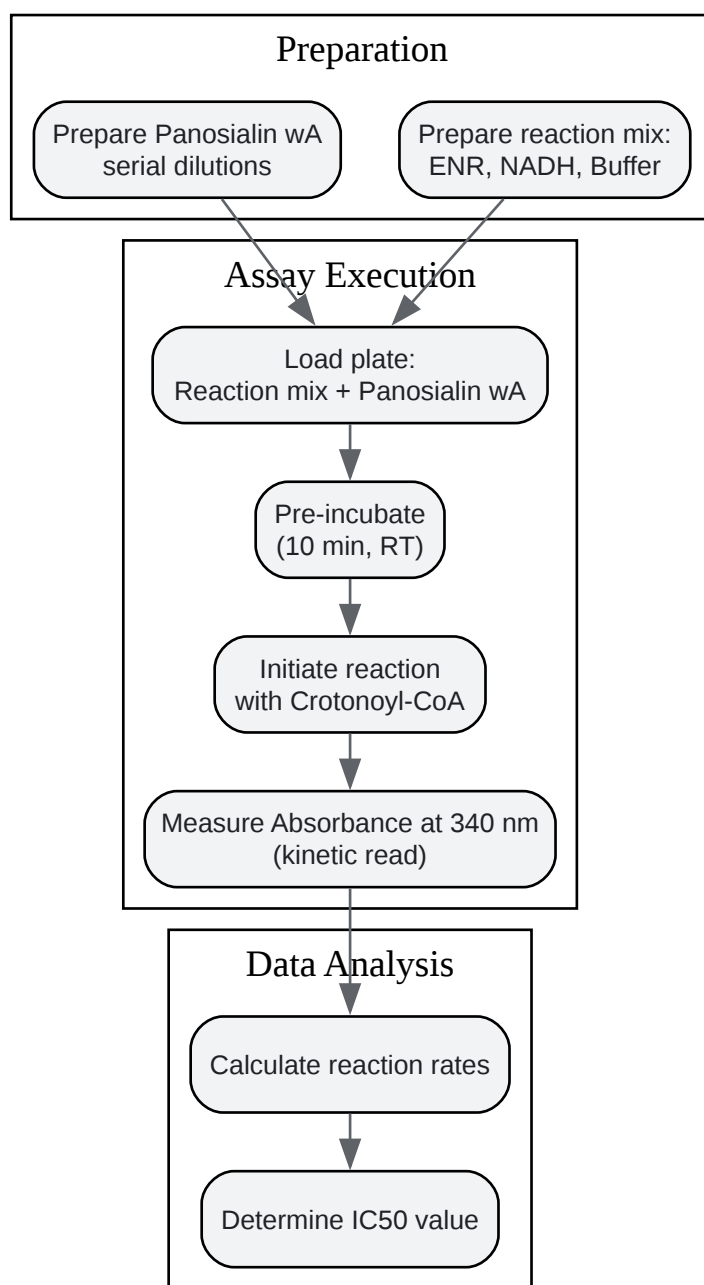 Preparation
Prepare Panosialin wA
serial dilutions
Prepare reaction mix:
ENR, NADH, Buffer
Assay Execution
Load plate:
Reaction mix + Panosialin wA
Pre-incubate
(10 min, RT)
Initiate reaction
with Crotonoyl-CoA
Measure Absorbance at 340 nm
(kinetic read)
Data Analysis
Calculate reaction rates
Determine IC50 value